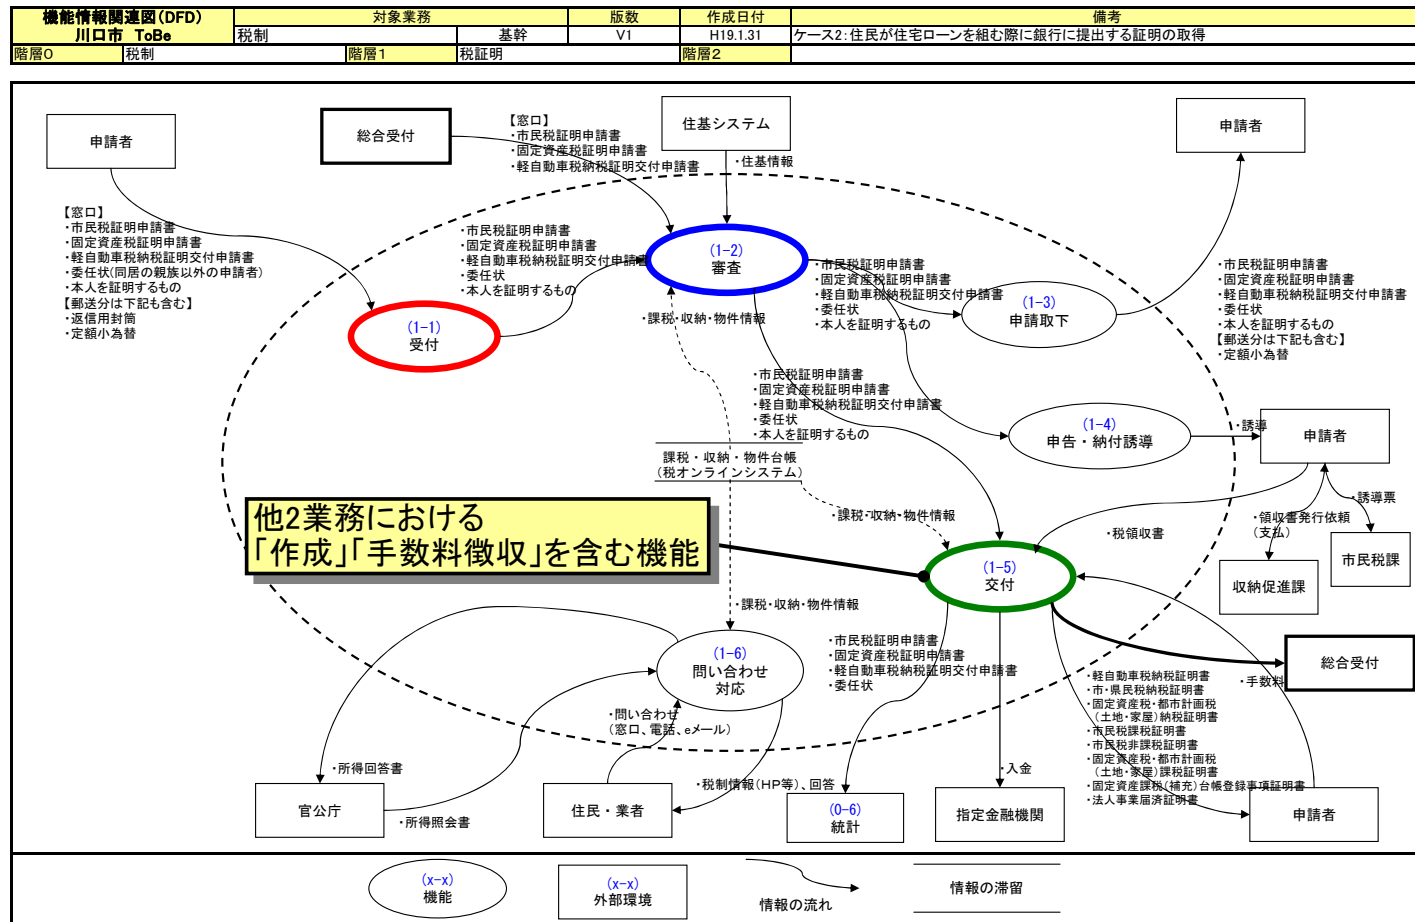 機能情報関連図(DFD)
川口市 ToBe
対象業務
版数
作成日付
備考
税制
基幹
V1
H19.1.31
ケース2:住民が住宅ローンを組む際に銀行に提出する証明の取得
階層0
税制
階層1
税証明
階層2
申請者
総合受付
【窓口】
・市民税証明申請書
・固定資産税証明申請書
・軽自動車税納税証明交付申請書
住基システム
・住基情報
申請者
【窓口】
・市民税証明申請書
・固定資産税証明申請書
・軽自動車税納税証明交付申請書
・委任状(同居の親族以外の申請者)
・本人を証明するもの
【郵送分は下記も含む】
・返信用封筒
・定額小為替
・市民税証明申請書
・固定資産税証明申請書
・軽自動車税納税証明交付申請書
・委任状
・本人を証明するもの
(1-1)
受付
(1-2)
審査
・市民税証明申請書
・固定資産税証明申請書
・軽自動車税納税証明交付申請書
・委任状
・本人を証明するもの
(1-3)
申請取下
・市民税証明申請書
・固定資産税証明申請書
・軽自動車税納税証明交付申請書
・委任状
・本人を証明するもの
【郵送分は下記も含む】
・定額小為替
・課税・収納・物件情報
・市民税証明申請書
・固定資産税証明申請書
・軽自動車税納税証明交付申請書
・委任状
・本人を証明するもの
(1-4)
申告・納付誘導
・誘導
申請者
課税・収納・物件台帳
(税オンラインシステム)
・課税・収納・物件情報
・税領収書
・領収書発行依頼
(支払)
・誘導票
収納促進課
市民税課
他2業務における
「作成」「手数料徴収」を含む機能
(1-5)
交付
・課税・収納・物件情報
(1-6)
問い合わせ
対応
・市民税証明申請書
・固定資産税証明申請書
・軽自動車税納税証明交付申請書
・委任状
総合受付
・手数料
・軽自動車税納税証明書
・市・県民税納税証明書
・固定資産税・都市計画税
(土地・家屋)納税証明書
・市民税課税証明書
・市民税非課税証明書
・固定資産税・都市計画税
(土地・家屋)課税証明書
・固定資産課税(補充)台帳登録事項証明書
・法人事業届済証明書
・問い合わせ
(窓口、電話、eメール)
・所得回答書
・所得照会書
・税制情報(HP等)、回答
・入金
官公庁
住民・業者
(0-6)
統計
指定金融機関
申請者
(x-x)
機能
(x-x)
外部環境
情報の流れ
情報の滞留